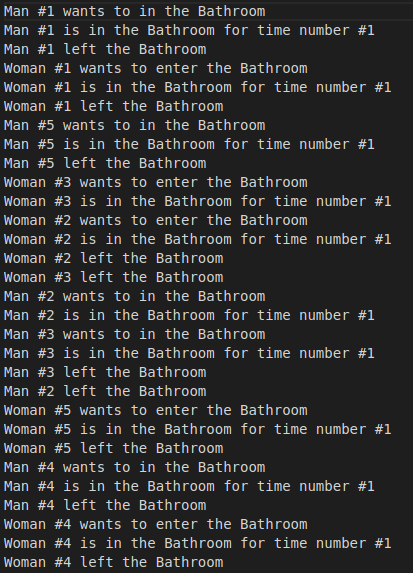 Man #1 wants to in the Bathroom
Man #1 is in the Bathroom for time number #1
Man #1 left the Bathroom
Woman #1 wants to enter the Bathroom
Woman #1 is in the Bathroom for time number #1
Woman #1 left the Bathroom
Man #5 wants to in the Bathroom
Man #5 is in the Bathroom for time number #1
Man #5 left the Bathroom
Woman #3 wants to enter the Bathroom
Woman #3 is in the Bathroom for time number #1
Woman #2 wants to enter the Bathroom
Woman #2 is in the Bathroom for time number #1
Woman #2 left the Bathroom
Woman #3 left the Bathroom
Man #2 wants to in the Bathroom
Man #2 is in the Bathroom for time number #1
Man #3 wants to in the Bathroom
Man #3 is in the Bathroom for time number #1
Man #3 left the Bathroom
Man #2 left the Bathroom
Woman #5 wants to enter the Bathroom
Woman #5 is in the Bathroom for time number #1
Woman #5 left the Bathroom
Man #4 wants to in the Bathroom
Man #4 is in the Bathroom for time number #1
Man #4 left the Bathroom
Woman #4 wants to enter the Bathroom
Woman #4 is in the Bathroom for time number #1
Woman #4 left the Bathroom